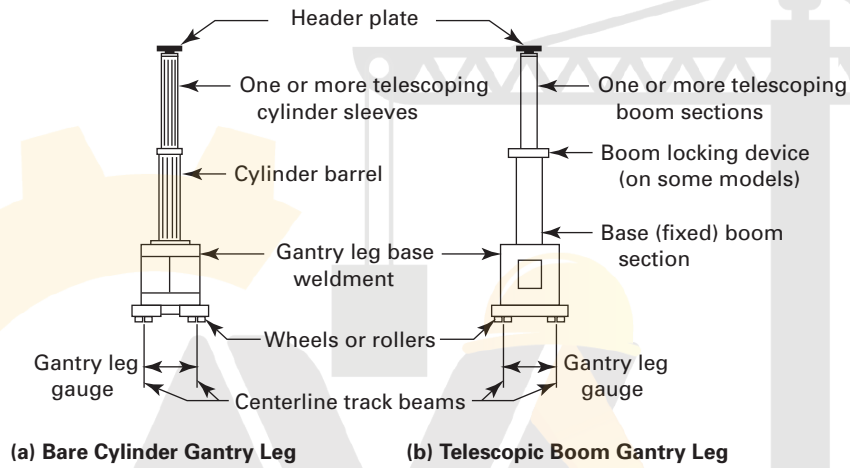 Header plate
One or more telescoping
cylinder sleeves
One or more telescoping
boom sections
Boom locking device
(on some models)
Cylinder barrel
Base (fixed) boom
section
Gantry leg base
weldment
Wheels or rollers
Gantry leg
gauge
Gantry leg
gauge
Centerline track beams
(a) Bare Cylinder Gantry Leg
(b) Telescopic Boom Gantry Leg